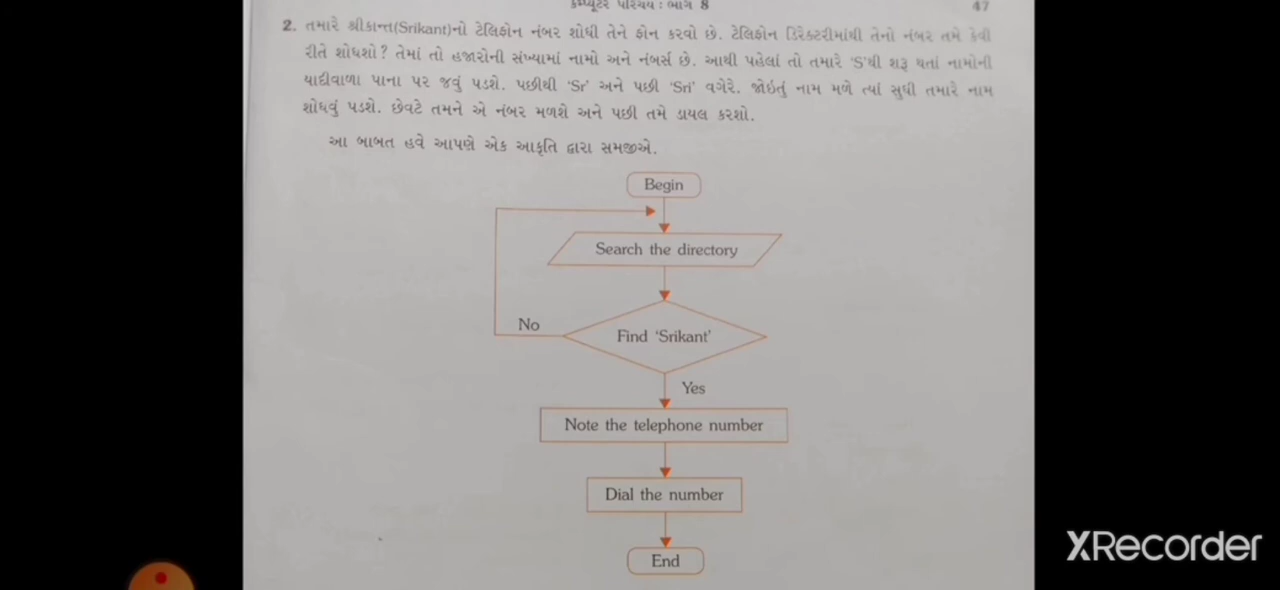 કમ્પ્યૂટર પરિચય : ભાગ 8
47
2. તમારે શ્રીકાન્ત(Srikant)નો ટેલિફોન નંબર શોધી તેને ફોન કરવો છે. ટેલિફોન ડિરેક્ટરીમાંથી તેનો નંબર તમે કેવી
રીતે શોધશો? તેમાં તો હજારોની સંખ્યામાં નામો અને નંબર્સ છે. આથી પહેલાં તો તમારે ‘S’થી શરૂ થતાં નામોની
યાદીવાળા પાના પર જવું પડશે. પછીથી ‘Sr’ અને પછી ‘Sri’ વગેરે. જોઇતું નામ મળે ત્યાં સુધી તમારે નામ
શોધવું પડશે. છેવટે તમને એ નંબર મળશે અને પછી તમે ડાયલ કરશો.
આ બાબત હવે આપણે એક આકૃતિ દ્વારા સમજીએ.
Begin
Search the directory
No
Find ‘Srikant’
Yes
Note the telephone number
Dial the number
End
XRecorder